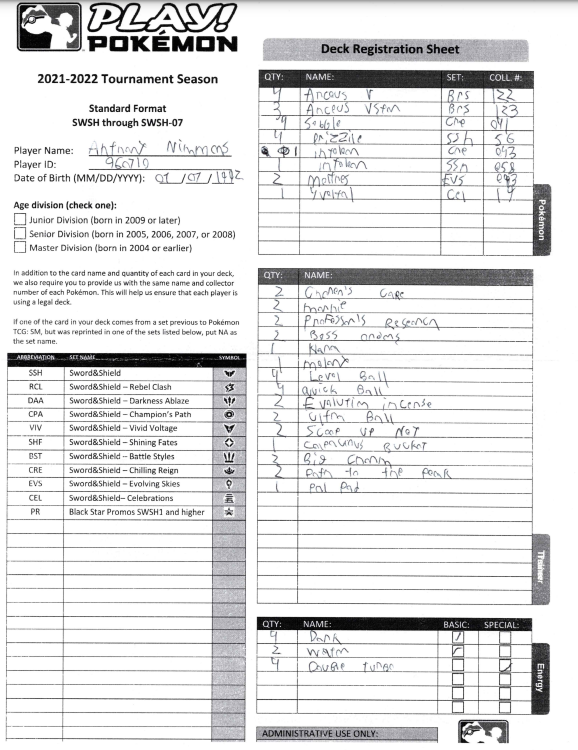 PLAY!
POKÉMON
2021-2022 Tournament Season
Standard Format
SWSH through SWSH-07
Player Name: Anthony Nimmons
Player ID: 960710
Date of Birth (MM/DD/YYYY): 07 /07 /1982
Age division (check one):
Junior Division (born in 2009 or later)
Senior Division (born in 2005, 2006, 2007, or 2008)
Master Division (born in 2004 or earlier)
In addition to the card name and quantity of each card in your deck,
we also require you to provide us with the same name and collector
number of each Pokémon. This will help us ensure that each player is
using a legal deck.
If one of the card in your deck comes from a set previous to Pokémon
TCG: SM, but was reprinted in one of the sets listed below, put NA as
the set name.
ABBREVIATION SET NAME SYMBOL
SSH Sword&Shield
RCL Sword&Shield – Rebel Clash
DAA Sword&Shield – Darkness Ablaze
CPA Sword&Shield – Champion's Path
VIV Sword&Shield – Vivid Voltage
SHF Sword&Shield – Shining Fates
BST Sword&Shield -- Battle Styles
CRE Sword&Shield – Chilling Reign
EVS Sword&Shield – Evolving Skies
CEL Sword&Shield– Celebrations
PR Black Star Promos SWSH1 and higher
Deck Registration Sheet
QTY: NAME: SET: COLL. #:
4 Arceus V Brs 122
3 Arceus VStar Brs 123
4 Sobble Cre 041
4 Drizzile SSh 56
1 inteleon Cre 043
1 inteleon SSh 058
2 Moltres EVS 093
1 Yveltal Cel 19
Pokémon
QTY: NAME:
2 Cheren's Care
2 marnie
2 Professor's Research
2 Boss orders
1 Klara
1 melony
4 Level Ball
4 quick Ball
2 Evalution incense
2 Ultra Ball
2 Scoop UP NeT
1 Capacious Bucket
2 Big Charm
2 Path to the peak
1 Pal Pad
Trainer
QTY: NAME: BASIC: SPECIAL:
4 Dark
2 water
4 Double turbo
Energy
ADMINISTRATIVE USE ONLY: